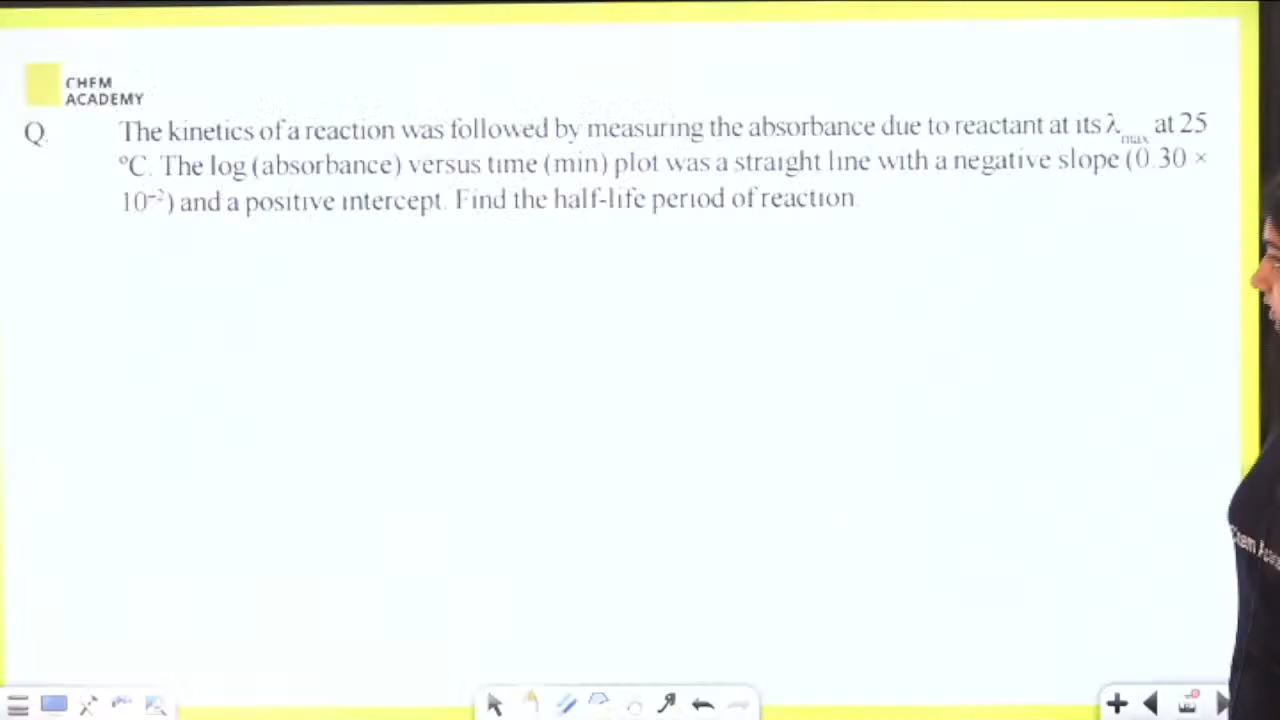 CHEM
ACADEMY
Q. The kinetics of a reaction was followed by measuring the absorbance due to reactant at its λmax at 25
°C. The log (absorbance) versus time (min) plot was a straight line with a negative slope (0.30 ×
10⁻²) and a positive intercept. Find the half-life period of reaction.
Chem